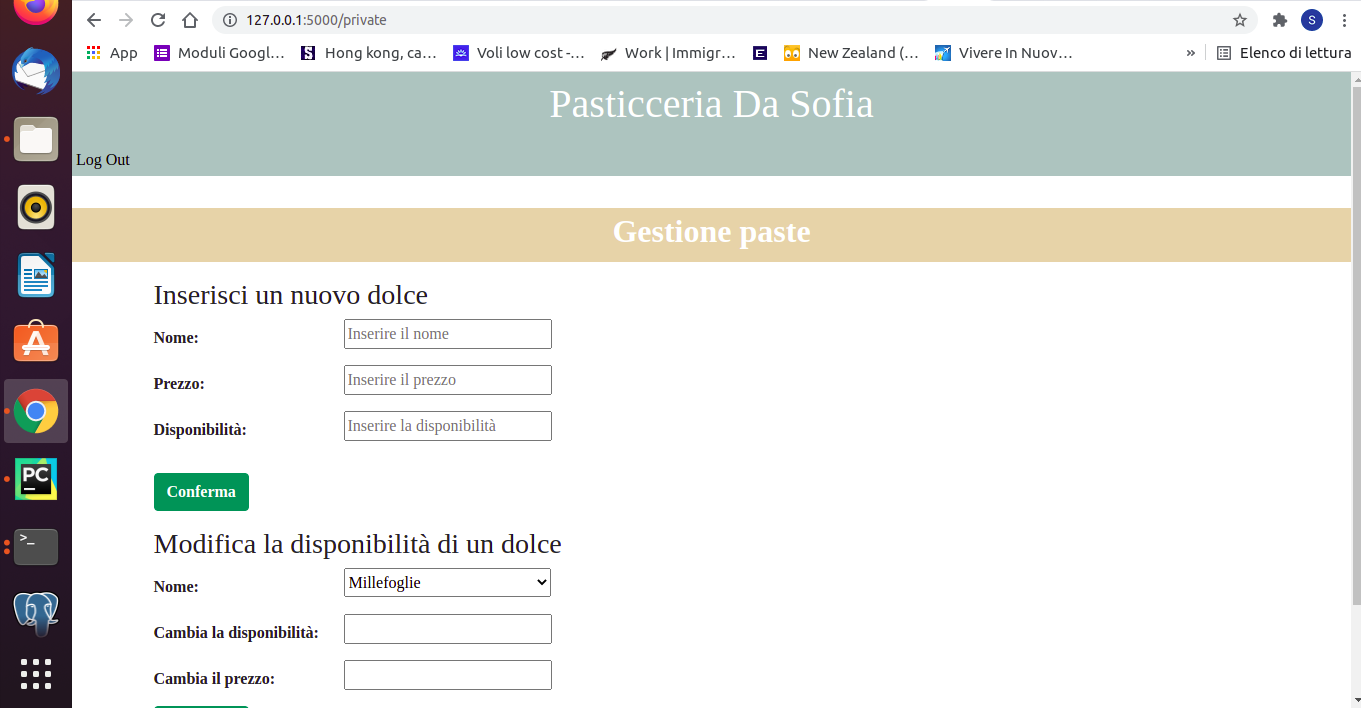 127.0.0.1:5000/private
S
App
Moduli Googl...
Hong kong, ca...
Voli low cost -...
Work | Immigr...
E
New Zealand (...
Vivere In Nuov...
»
Elenco di lettura
Pasticceria Da Sofia
Log Out
Gestione paste
Inserisci un nuovo dolce
Nome:
Inserire il nome
Prezzo:
Inserire il prezzo
Disponibilità:
Inserire la disponibilità
Conferma
Modifica la disponibilità di un dolce
Nome:
Millefoglie
Cambia la disponibilità:
Cambia il prezzo:
PC
>_